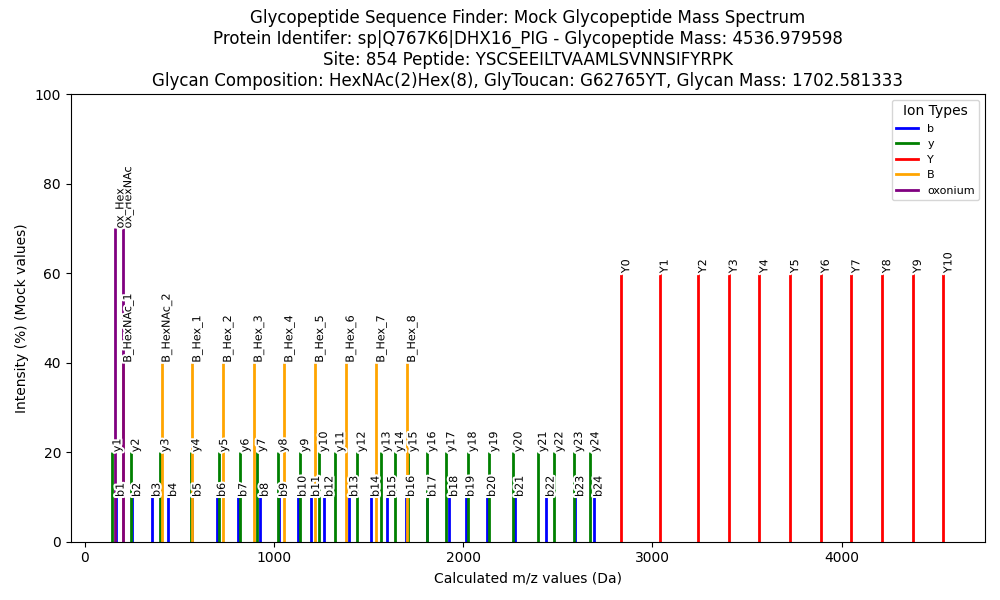 Glycopeptide Sequence Finder: Mock Glycopeptide Mass Spectrum
Protein Identifer: sp|Q767K6|DHX16_PIG - Glycopeptide Mass: 4536.979598
Site: 854 Peptide: YSCSEEILTVAAMLSVNNSIFYRPK
Glycan Composition: HexNAc(2)Hex(8), GlyToucan: G62765YT, Glycan Mass: 1702.581333
Intensity (%) (Mock values)
100
80
60
40
20
0
Ion Types
b
y
Y
B
oxonium
ox_Hex
ox_HexNAc
Y0
Y1
Y2
Y3
Y4
Y5
Y6
Y7
Y8
Y9
Y10
B_HexNAc_1
B_HexNAc_2
B_Hex_1
B_Hex_2
B_Hex_3
B_Hex_4
B_Hex_5
B_Hex_6
B_Hex_7
B_Hex_8
y1
y2
y3
y4
y5
y6
y7
y8
y9
y10
y11
y12
y13
y14
y15
y16
y17
y18
y19
y20
y21
y22
y23
y24
b1
b2
b3
b4
b5
b6
b7
b8
b9
b10
b11
b12
b13
b14
b15
b16
b17
b18
b19
b20
b21
b22
b23
b24
0
1000
2000
3000
4000
Calculated m/z values (Da)